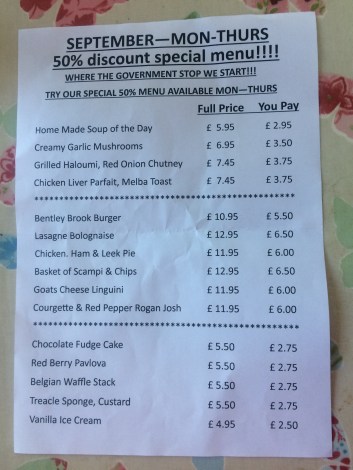 SEPTEMBER—MON-THURS
50% discount special menu!!!!
WHERE THE GOVERNMENT STOP WE START!!!
TRY OUR SPECIAL 50% MENU AVAILABLE MON—THURS
Full Price You Pay
Home Made Soup of the Day £ 5.95 £ 2.95
Creamy Garlic Mushrooms £ 6.95 £ 3.50
Grilled Haloumi, Red Onion Chutney £ 7.45 £ 3.75
Chicken Liver Parfait, Melba Toast £ 7.45 £ 3.75
**************************************************
Bentley Brook Burger £ 10.95 £ 5.50
Lasagne Bolognaise £ 12.95 £ 6.50
Chicken. Ham & Leek Pie £ 11.95 £ 6.00
Basket of Scampi & Chips £ 12.95 £ 6.50
Goats Cheese Linguini £ 11.95 £ 6.00
Courgette & Red Pepper Rogan Josh £ 11.95 £ 6.00
**************************************************
Chocolate Fudge Cake £ 5.50 £ 2.75
Red Berry Pavlova £ 5.50 £ 2.75
Belgian Waffle Stack £ 5.50 £ 2.75
Treacle Sponge, Custard £ 5.50 £ 2.75
Vanilla Ice Cream £ 4.95 £ 2.50